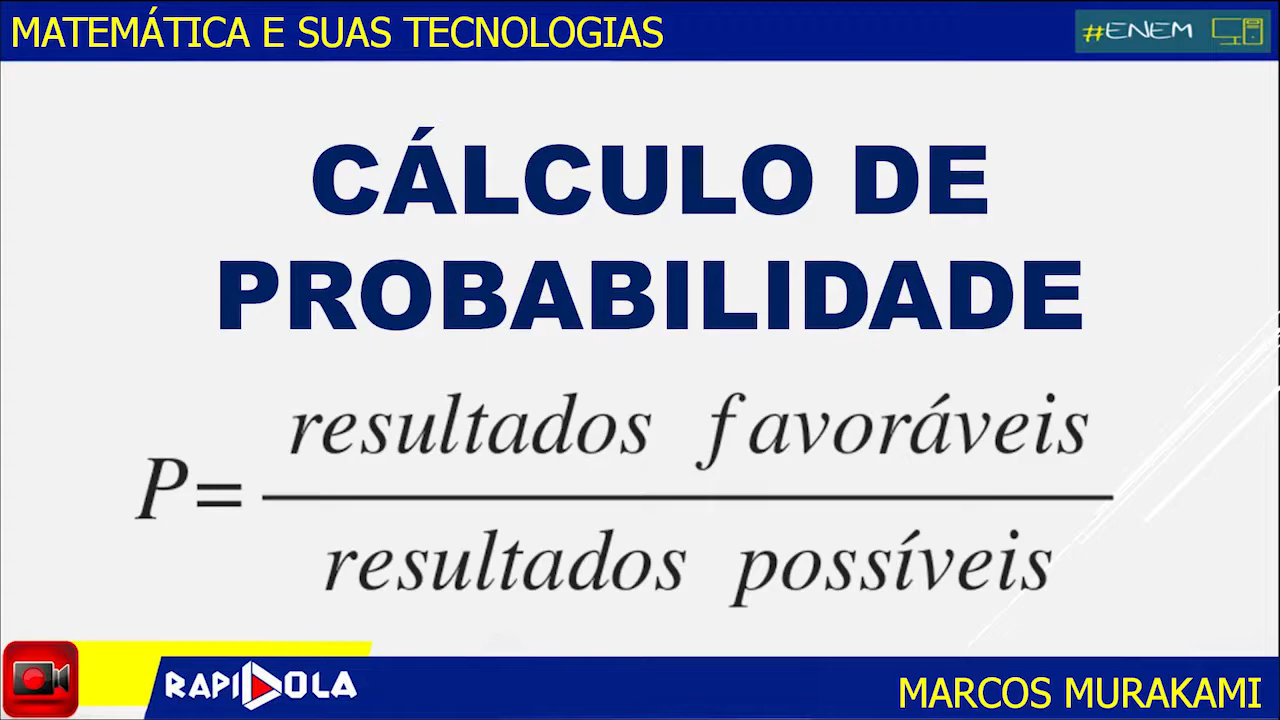 MATEMÁTICA E SUAS TECNOLOGIAS
#ENEM
CÁLCULO DE
PROBABILIDADE
resultados favoráveis
P=
resultados possíveis
RAPIDOLA
MARCOS MURAKAMI